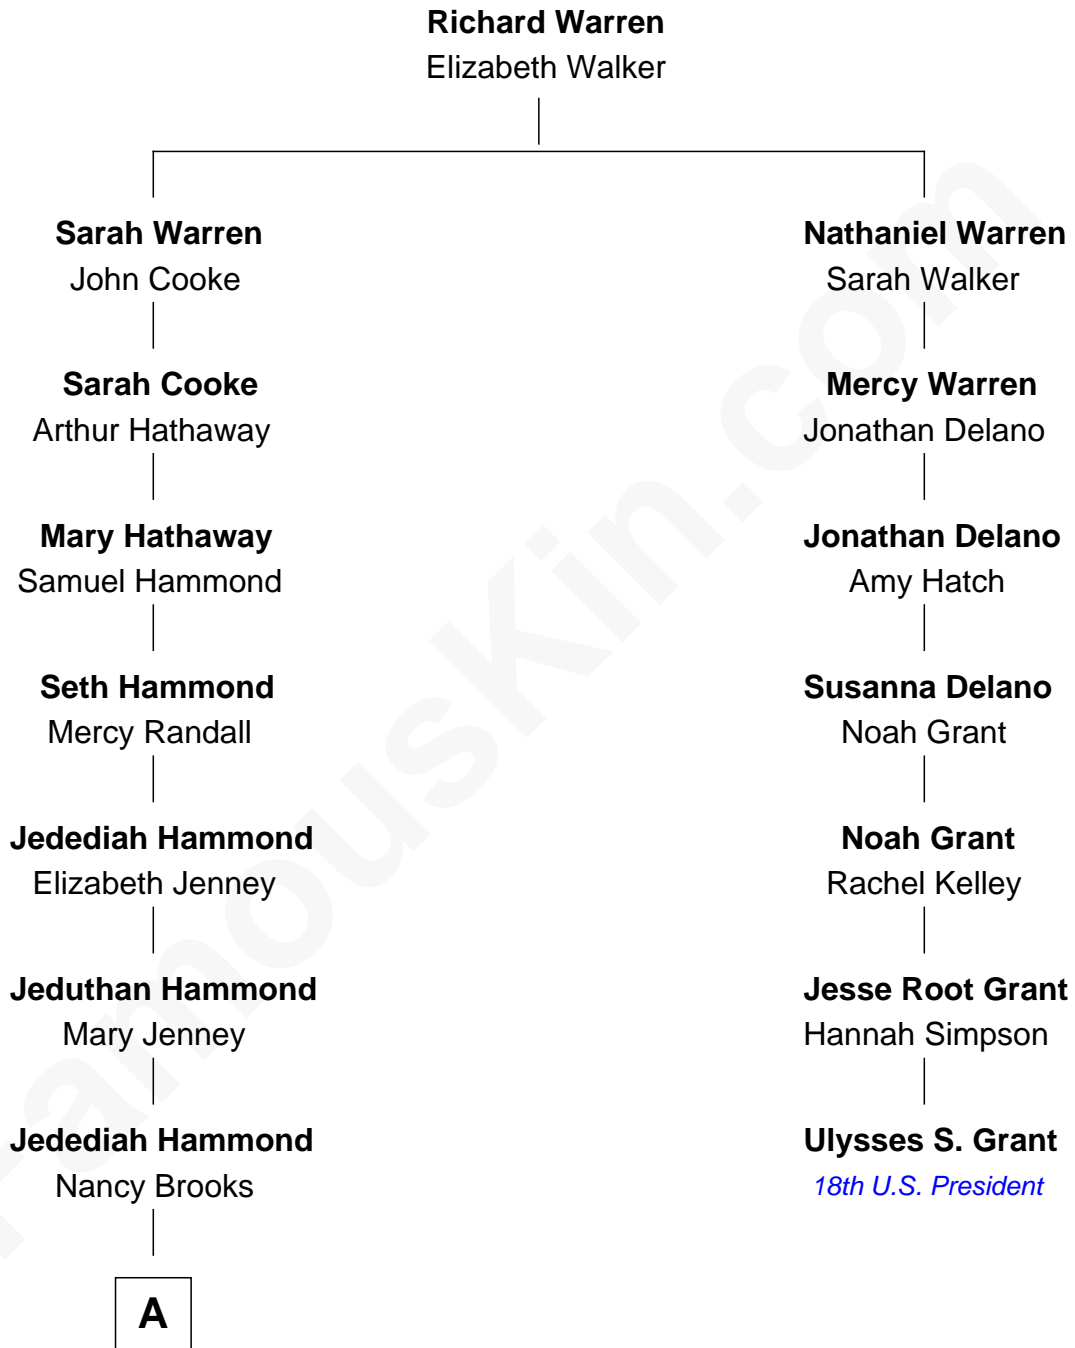 Richard Warren
Elizabeth Walker
Sarah Warren
John Cooke
Nathaniel Warren
Sarah Walker
Sarah Cooke
Arthur Hathaway
Mercy Warren
Jonathan Delano
Mary Hathaway
Samuel Hammond
Jonathan Delano
Amy Hatch
Seth Hammond
Mercy Randall
Susanna Delano
Noah Grant
Jedediah Hammond
Elizabeth Jenney
Noah Grant
Rachel Kelley
Jeduthan Hammond
Mary Jenney
Jesse Root Grant
Hannah Simpson
Jedediah Hammond
Nancy Brooks
Ulysses S. Grant
18th U.S. President
A
FamousKin.com